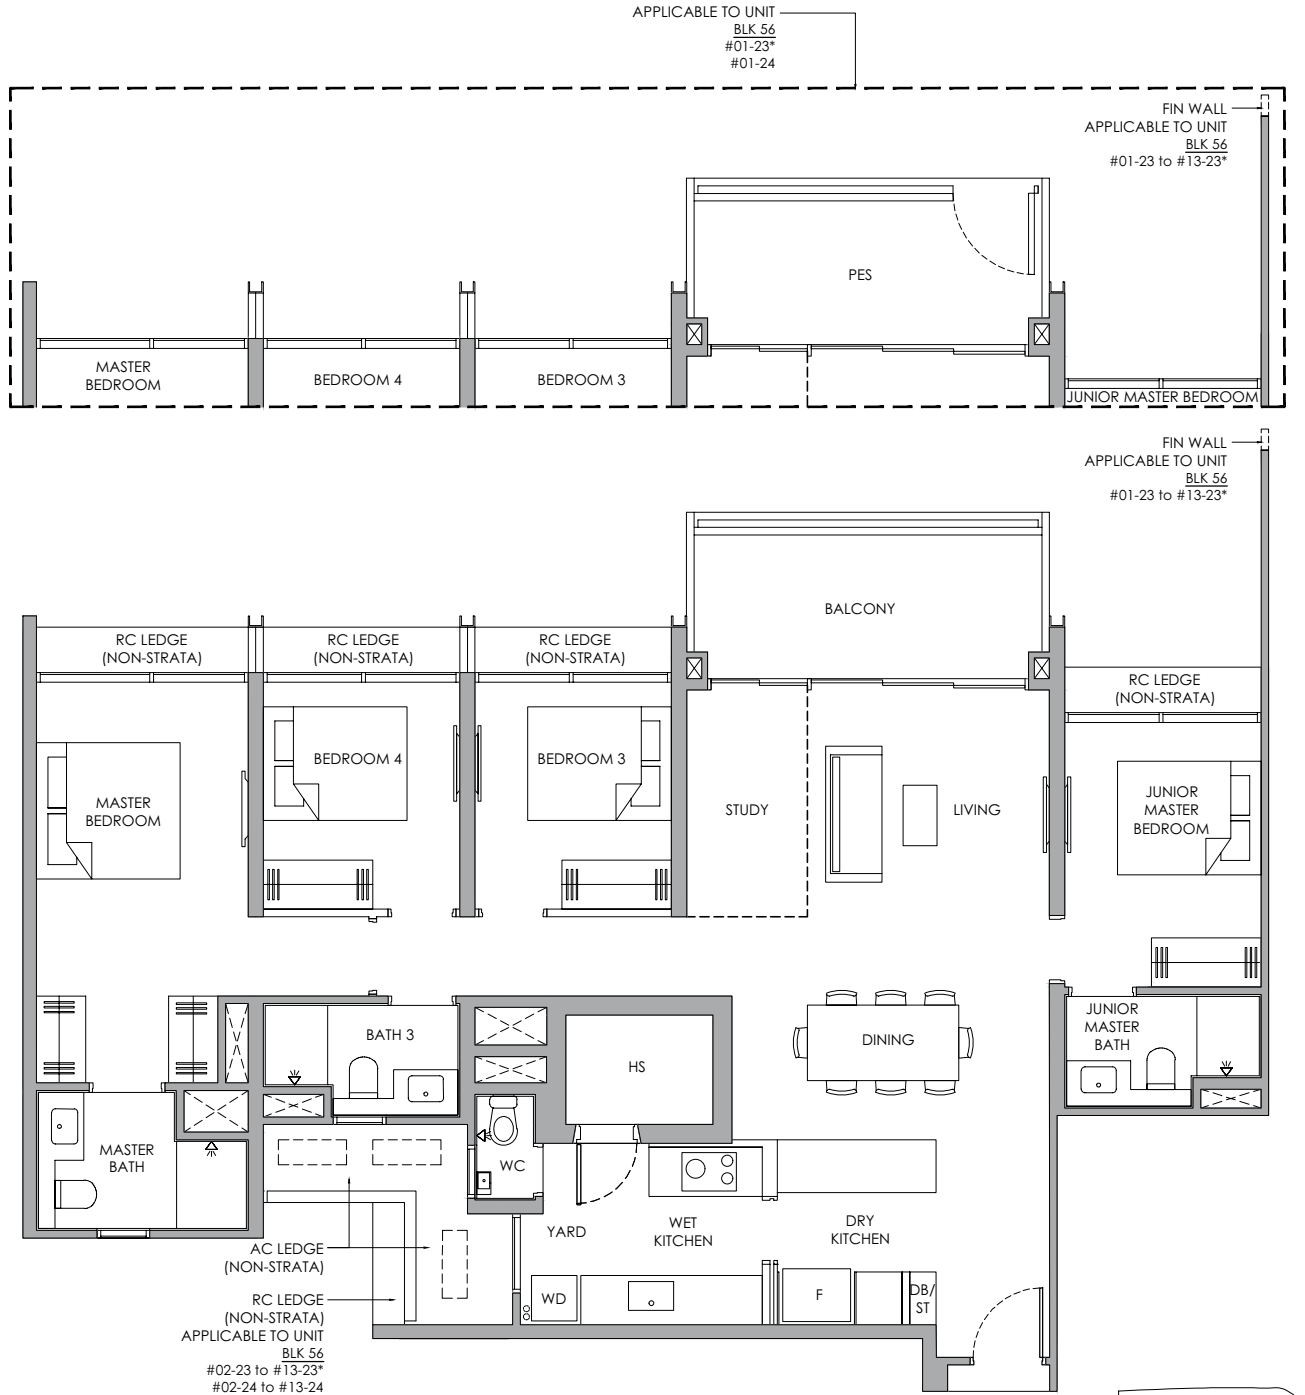 APPLICABLE TO UNIT
BLK 56
#01-23*
#01-24
FIN WALL
APPLICABLE TO UNIT
BLK 56
#01-23 to #13-23*
PES
MASTER
BEDROOM
BEDROOM 4
BEDROOM 3
JUNIOR MASTER BEDROOM
FIN WALL
APPLICABLE TO UNIT
BLK 56
#01-23 to #13-23*
BALCONY
RC LEDGE
(NON-STRATA)
RC LEDGE
(NON-STRATA)
RC LEDGE
(NON-STRATA)
RC LEDGE
(NON-STRATA)
MASTER
BEDROOM
BEDROOM 4
BEDROOM 3
STUDY
LIVING
JUNIOR
MASTER
BEDROOM
BATH 3
HS
DINING
JUNIOR
MASTER
BATH
MASTER
BATH
WC
YARD
WET
KITCHEN
DRY
KITCHEN
AC LEDGE
(NON-STRATA)
RC LEDGE
(NON-STRATA)
APPLICABLE TO UNIT
BLK 56
#02-23 to #13-23*
#02-24 to #13-24
WD
F
DB/
ST